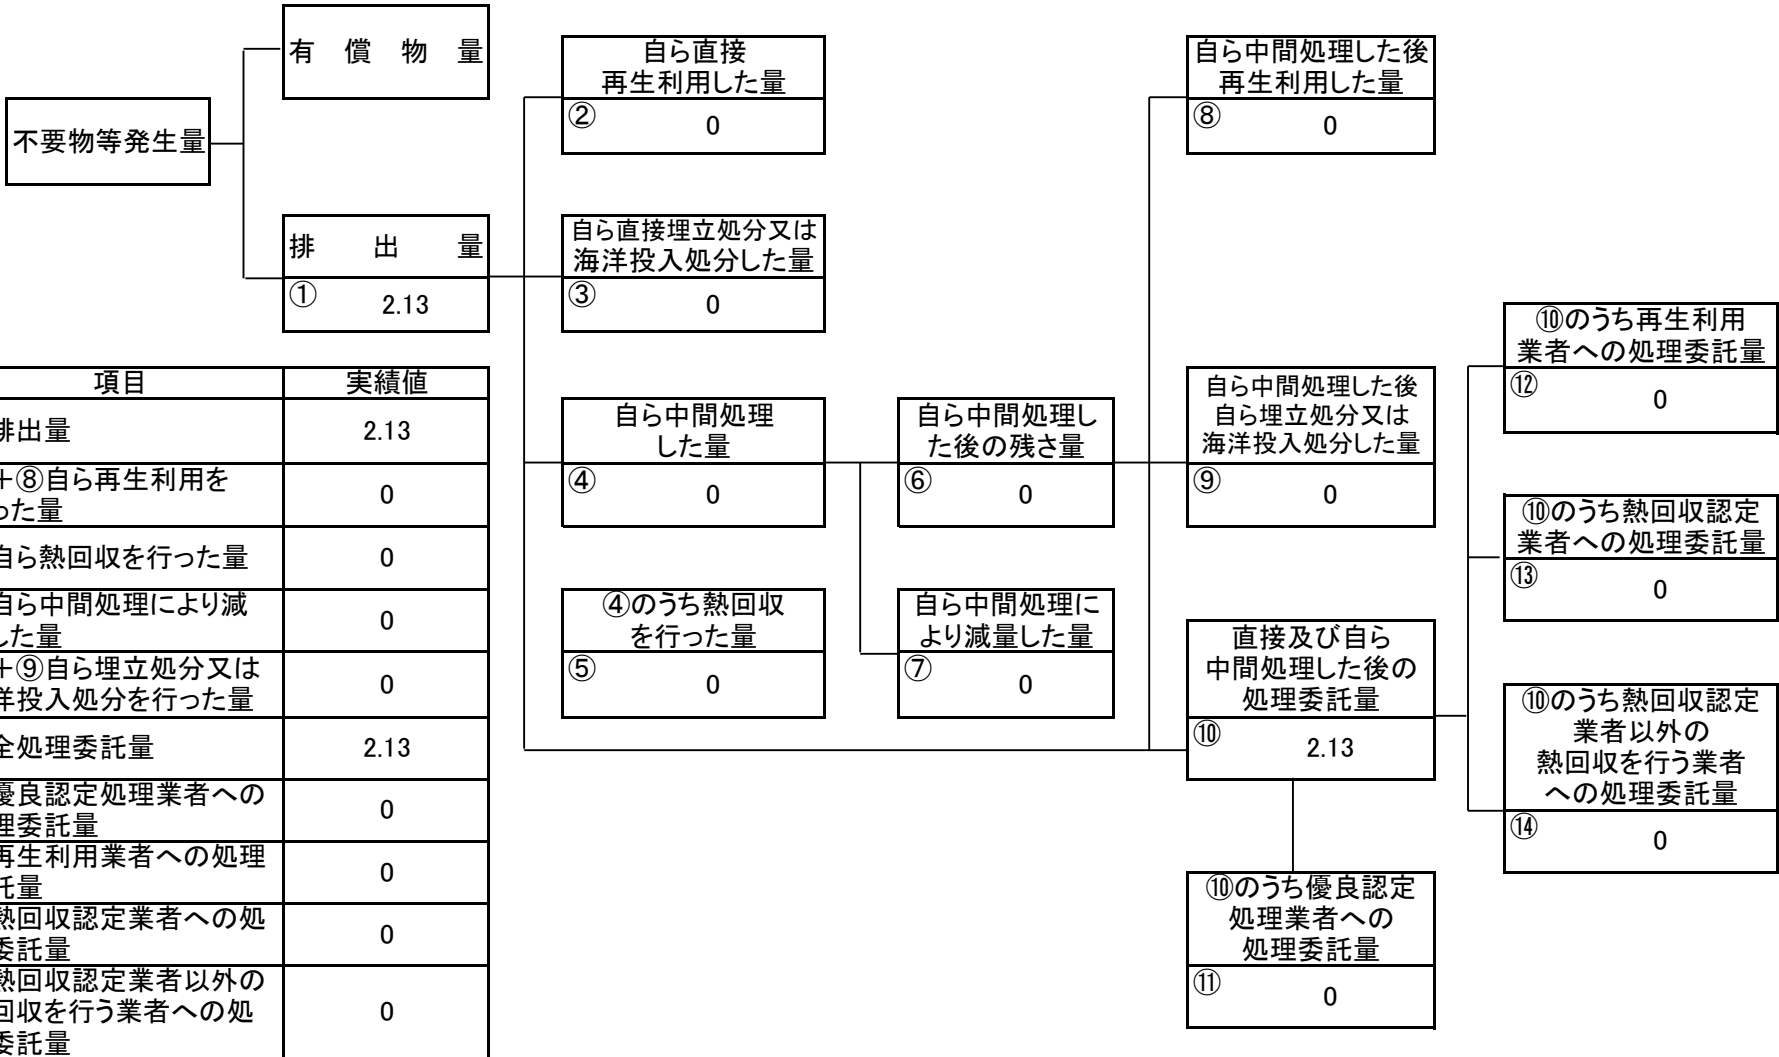 有償物量
不要物等発生量
排出量
①
2.13
自ら直接
再生利用した量
②
0
自ら直接埋立処分又は
海洋投入処分した量
③
0
自ら中間処理
した量
④
0
④のうち熱回収
を行った量
⑤
0
自ら中間処理し
た後の残さ量
⑥
0
自ら中間処理に
より減量した量
⑦
0
自ら中間処理した後
再生利用した量
⑧
0
自ら中間処理した後
自ら埋立処分又は
海洋投入処分した量
⑨
0
直接及び自ら
中間処理した後の
処理委託量
⑩
2.13
⑩のうち優良認定
処理業者への
処理委託量
⑪
0
⑩のうち再生利用
業者への処理委託量
⑫
0
⑩のうち熱回収認定
業者への処理委託量
⑬
0
⑩のうち熱回収認定
業者以外の
熱回収を行う業者
への処理委託量
⑭
0
項目 実績値
排出量 2.13
+⑧自ら再生利用を
った量
0
自ら熱回収を行った量 0
自ら中間処理により減
した量
0
+⑨自ら埋立処分又は
洋投入処分を行った量
0
全処理委託量 2.13
優良認定処理業者への
理委託量
0
再生利用業者への処理
託量
0
熱回収認定業者への処
委託量
0
熱回収認定業者以外の
回収を行う業者への処
委託量
0